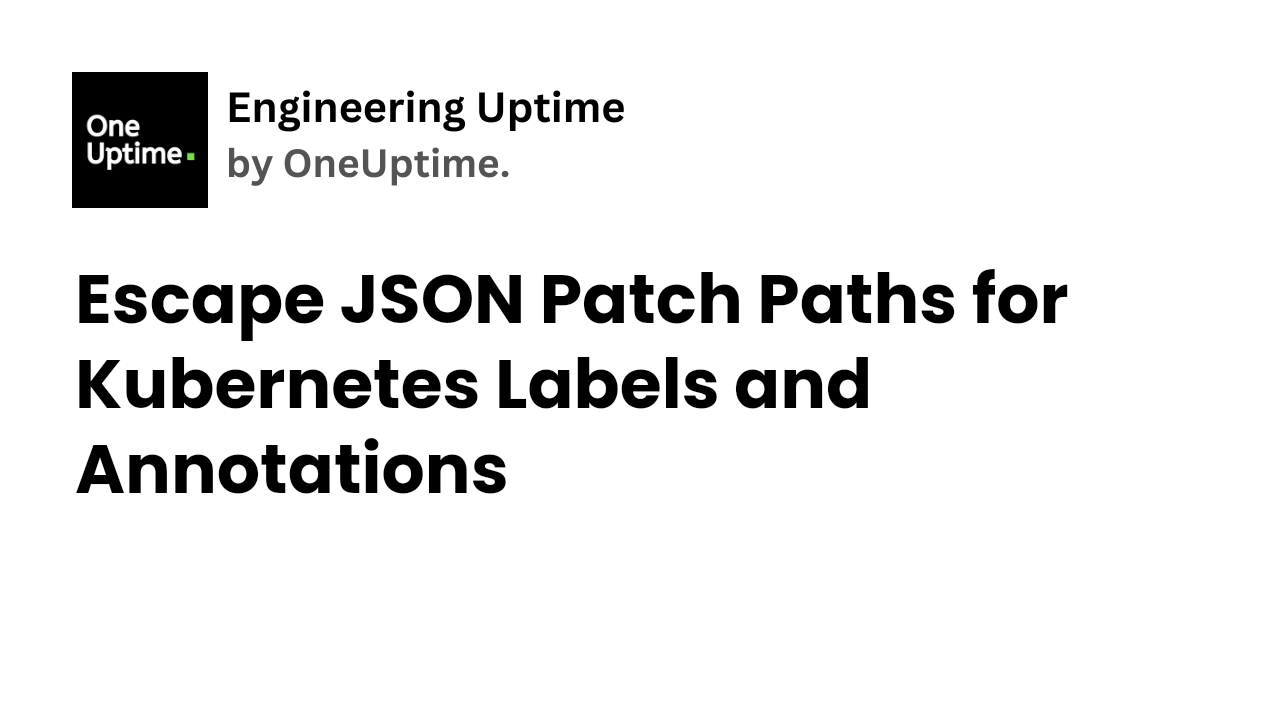 One
Uptime.
Engineering Uptime
by OneUptime.
Escape JSON Patch Paths for
Kubernetes Labels and
Annotations